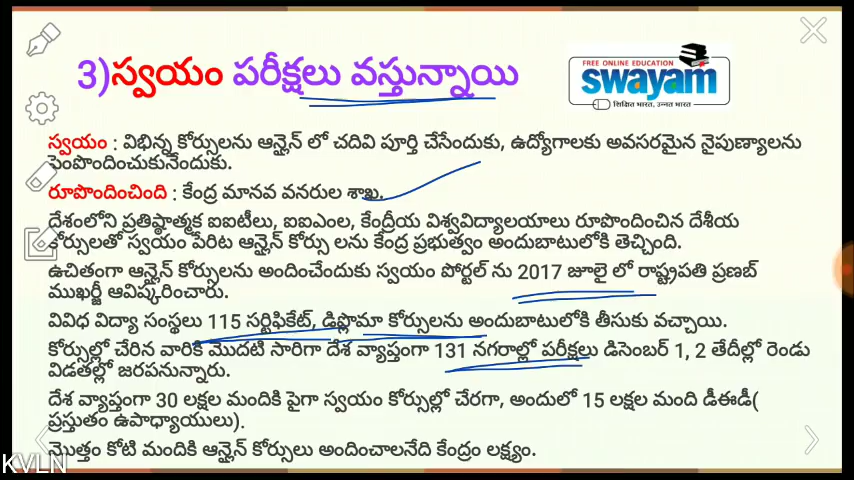 3)స్వయం పరీక్షలు వస్తున్నాయి
FREE ONLINE EDUCATION
swayam
शिक्षित भारत, उन्नत भारत
స్వయం : విభిన్న కోర్సులను ఆన్లైన్ లో చదివి పూర్తి చేసేందుకు, ఉద్యోగాలకు అవసరమైన నైపుణ్యాలను
పెంపొందించుకునేందుకు.
రూపొందించింది : కేంద్ర మానవ వనరుల శాఖ.
దేశంలోని ప్రతిష్ఠాత్మక ఐఐటీలు, ఐఐఎంల, కేంద్రీయ విశ్వవిద్యాలయాలు రూపొందించిన దేశీయ
కోర్సులతో స్వయం పేరిట ఆన్లైన్ కోర్సు లను కేంద్ర ప్రభుత్వం అందుబాటులోకి తెచ్చింది.
ఉచితంగా ఆన్లైన్ కోర్సులను అందించేందుకు స్వయం పోర్టల్ ను 2017 జూలై లో రాష్ట్రపతి ప్రణబ్
ముఖర్జీ ఆవిష్కరించారు.
వివిధ విద్యా సంస్థలు 115 సర్టిఫికేట్, డిప్లొమా కోర్సులను అందుబాటులోకి తీసుకు వచ్చాయి.
కోర్సుల్లో చేరిన వారికి మొదటి సారిగా దేశ వ్యాప్తంగా 131 నగరాల్లో పరీక్షలు డిసెంబర్ 1, 2 తేదీల్లో రెండు
విడతల్లో జరపనున్నారు.
దేశ వ్యాప్తంగా 30 లక్షల మందికి పైగా స్వయం కోర్సుల్లో చేరగా, అందులో 15 లక్షల మంది డీఈడీ(
ప్రస్తుతం ఉపాధ్యాయులు).
మొత్తం కోటి మందికి ఆన్లైన్ కోర్సులు అందించాలనేది కేంద్రం లక్ష్యం.
KVLN